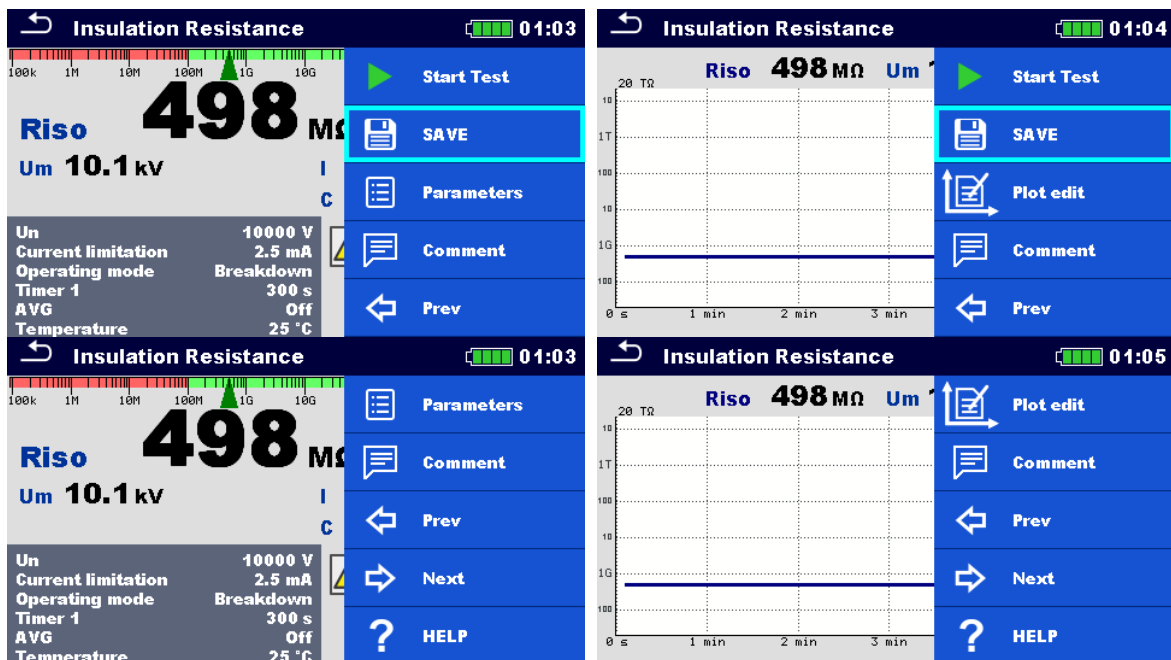 Insulation Resistance 01:03
100k 1M 10M 100M 1G 10G
Riso 498 MΩ
Um 10.1 kV I
C
Un 10000 V
Current limitation 2.5 mA
Operating mode Breakdown
Timer 1 300 s
AVG Off
Temperature 25 °C
Start Test
SAVE
Parameters
Comment
Prev
Insulation Resistance 01:04
Riso 498 MΩ Um
20 TΩ
10
1T
100
10
1G
100
0 s 1 min 2 min 3 min
Start Test
SAVE
Plot edit
Comment
Prev
Insulation Resistance 01:03
100k 1M 10M 100M 1G 10G
Riso 498 MΩ
Um 10.1 kV I
C
Un 10000 V
Current limitation 2.5 mA
Operating mode Breakdown
Timer 1 300 s
AVG Off
Temperature 25 °C
Parameters
Comment
Prev
Next
? HELP
Insulation Resistance 01:05
Riso 498 MΩ Um
20 TΩ
10
1T
100
10
1G
100
0 s 1 min 2 min 3 min
Plot edit
Comment
Prev
Next
? HELP